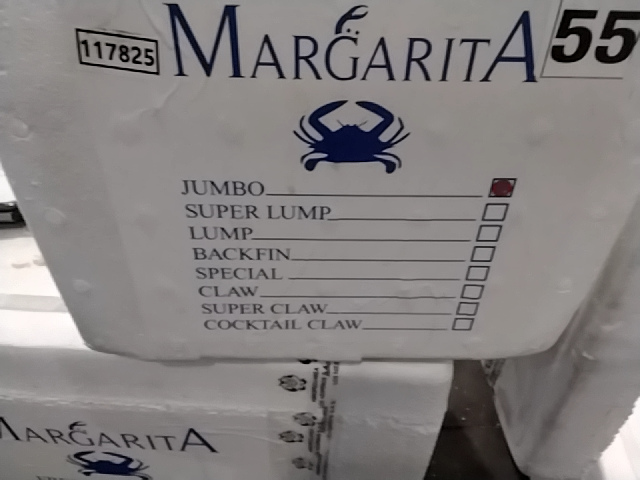 117825
MARGARITA
55
JUMBO
SUPER LUMP
LUMP
BACKFIN
SPECIAL
CLAW
SUPER CLAW
COCKTAIL CLAW
MARGARITA